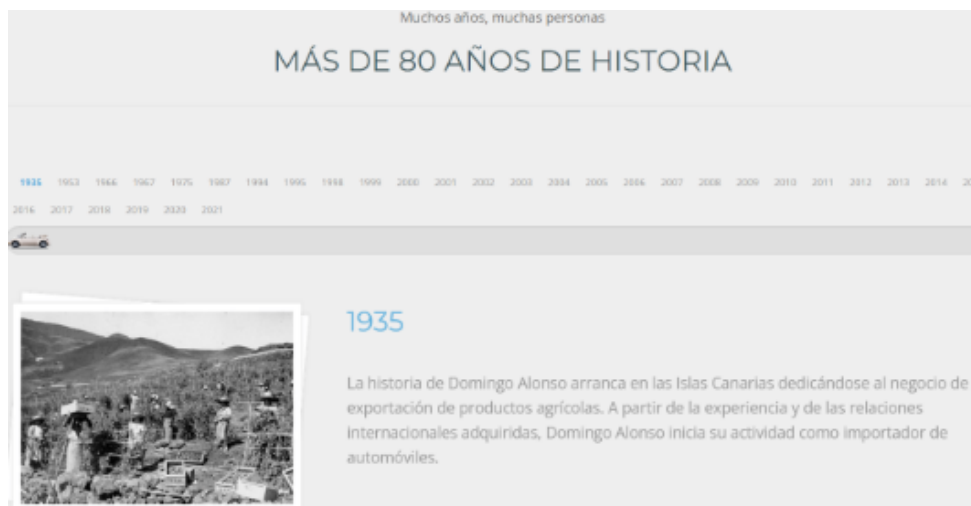 Muchos años, muchas personas
MÁS DE 80 AÑOS DE HISTORIA
1935 1953 1966 1967 1975 1987 1994 1995 1998 1999 2000 2001 2002 2003 2004 2005 2006 2007 2008 2009 2010 2011 2012 2013 2014
2016 2017 2018 2019 2020 2021
1935
La historia de Domingo Alonso arranca en las Islas Canarias dedicándose al negocio de
exportación de productos agrícolas. A partir de la experiencia y de las relaciones
internacionales adquiridas, Domingo Alonso inicia su actividad como importador de
automóviles.